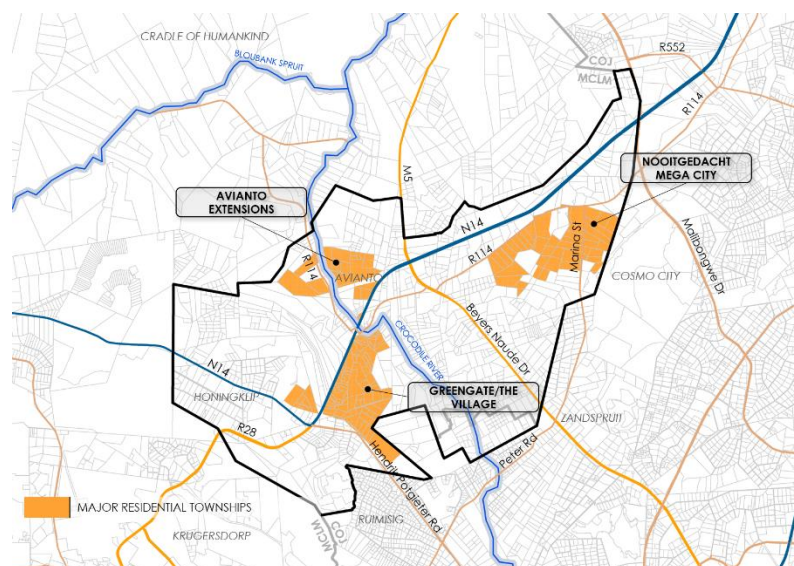 CRADLE OF HUMANKIND
BLOUBANK SPRUIT
COJ
MCLM
R552
R114
M5
NOOITGEDACHT
MEGA CITY
AVIANTO
EXTENSIONS
N14
R114
Marina St
Malibongwe Dr
R114
AVIANTO
COSMO CITY
CROCODILE RIVER
Beyers Naude Dr
N14
HONINGKLIP
GREENGATE/THE
VILLAGE
ZANDSPRUIT
R28
Hendrik Potgieter Rd
Peter Rd
MAJOR RESIDENTIAL TOWNSHIPS
COJ
MCLM
RUIMISIG
KRUGERSDORP